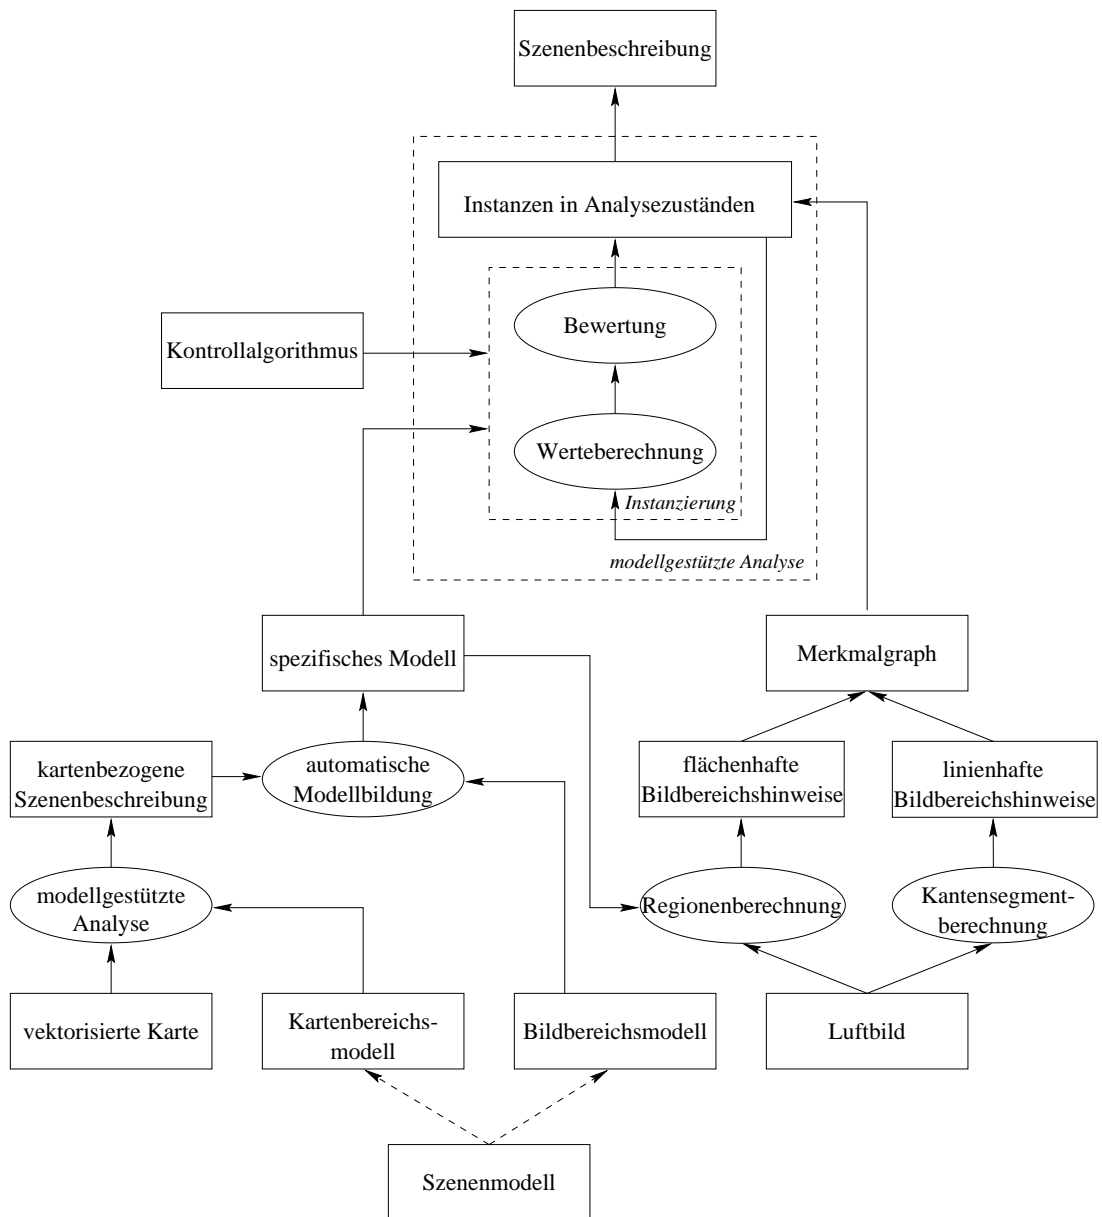 Szenenbeschreibung
Instanzen in Analysezuständen
Bewertung
Kontrollalgorithmus
Werteberechnung
Instanzierung
modellgestützte Analyse
spezifisches Modell
Merkmalgraph
kartenbezogene
Szenenbeschreibung
automatische
Modellbildung
flächenhafte
Bildbereichshinweise
linienhafte
Bildbereichshinweise
modellgestützte
Analyse
Regionenberechnung
Kantensegment-
berechnung
vektorisierte Karte
Kartenbereichs-
modell
Bildbereichsmodell
Luftbild
Szenenmodell